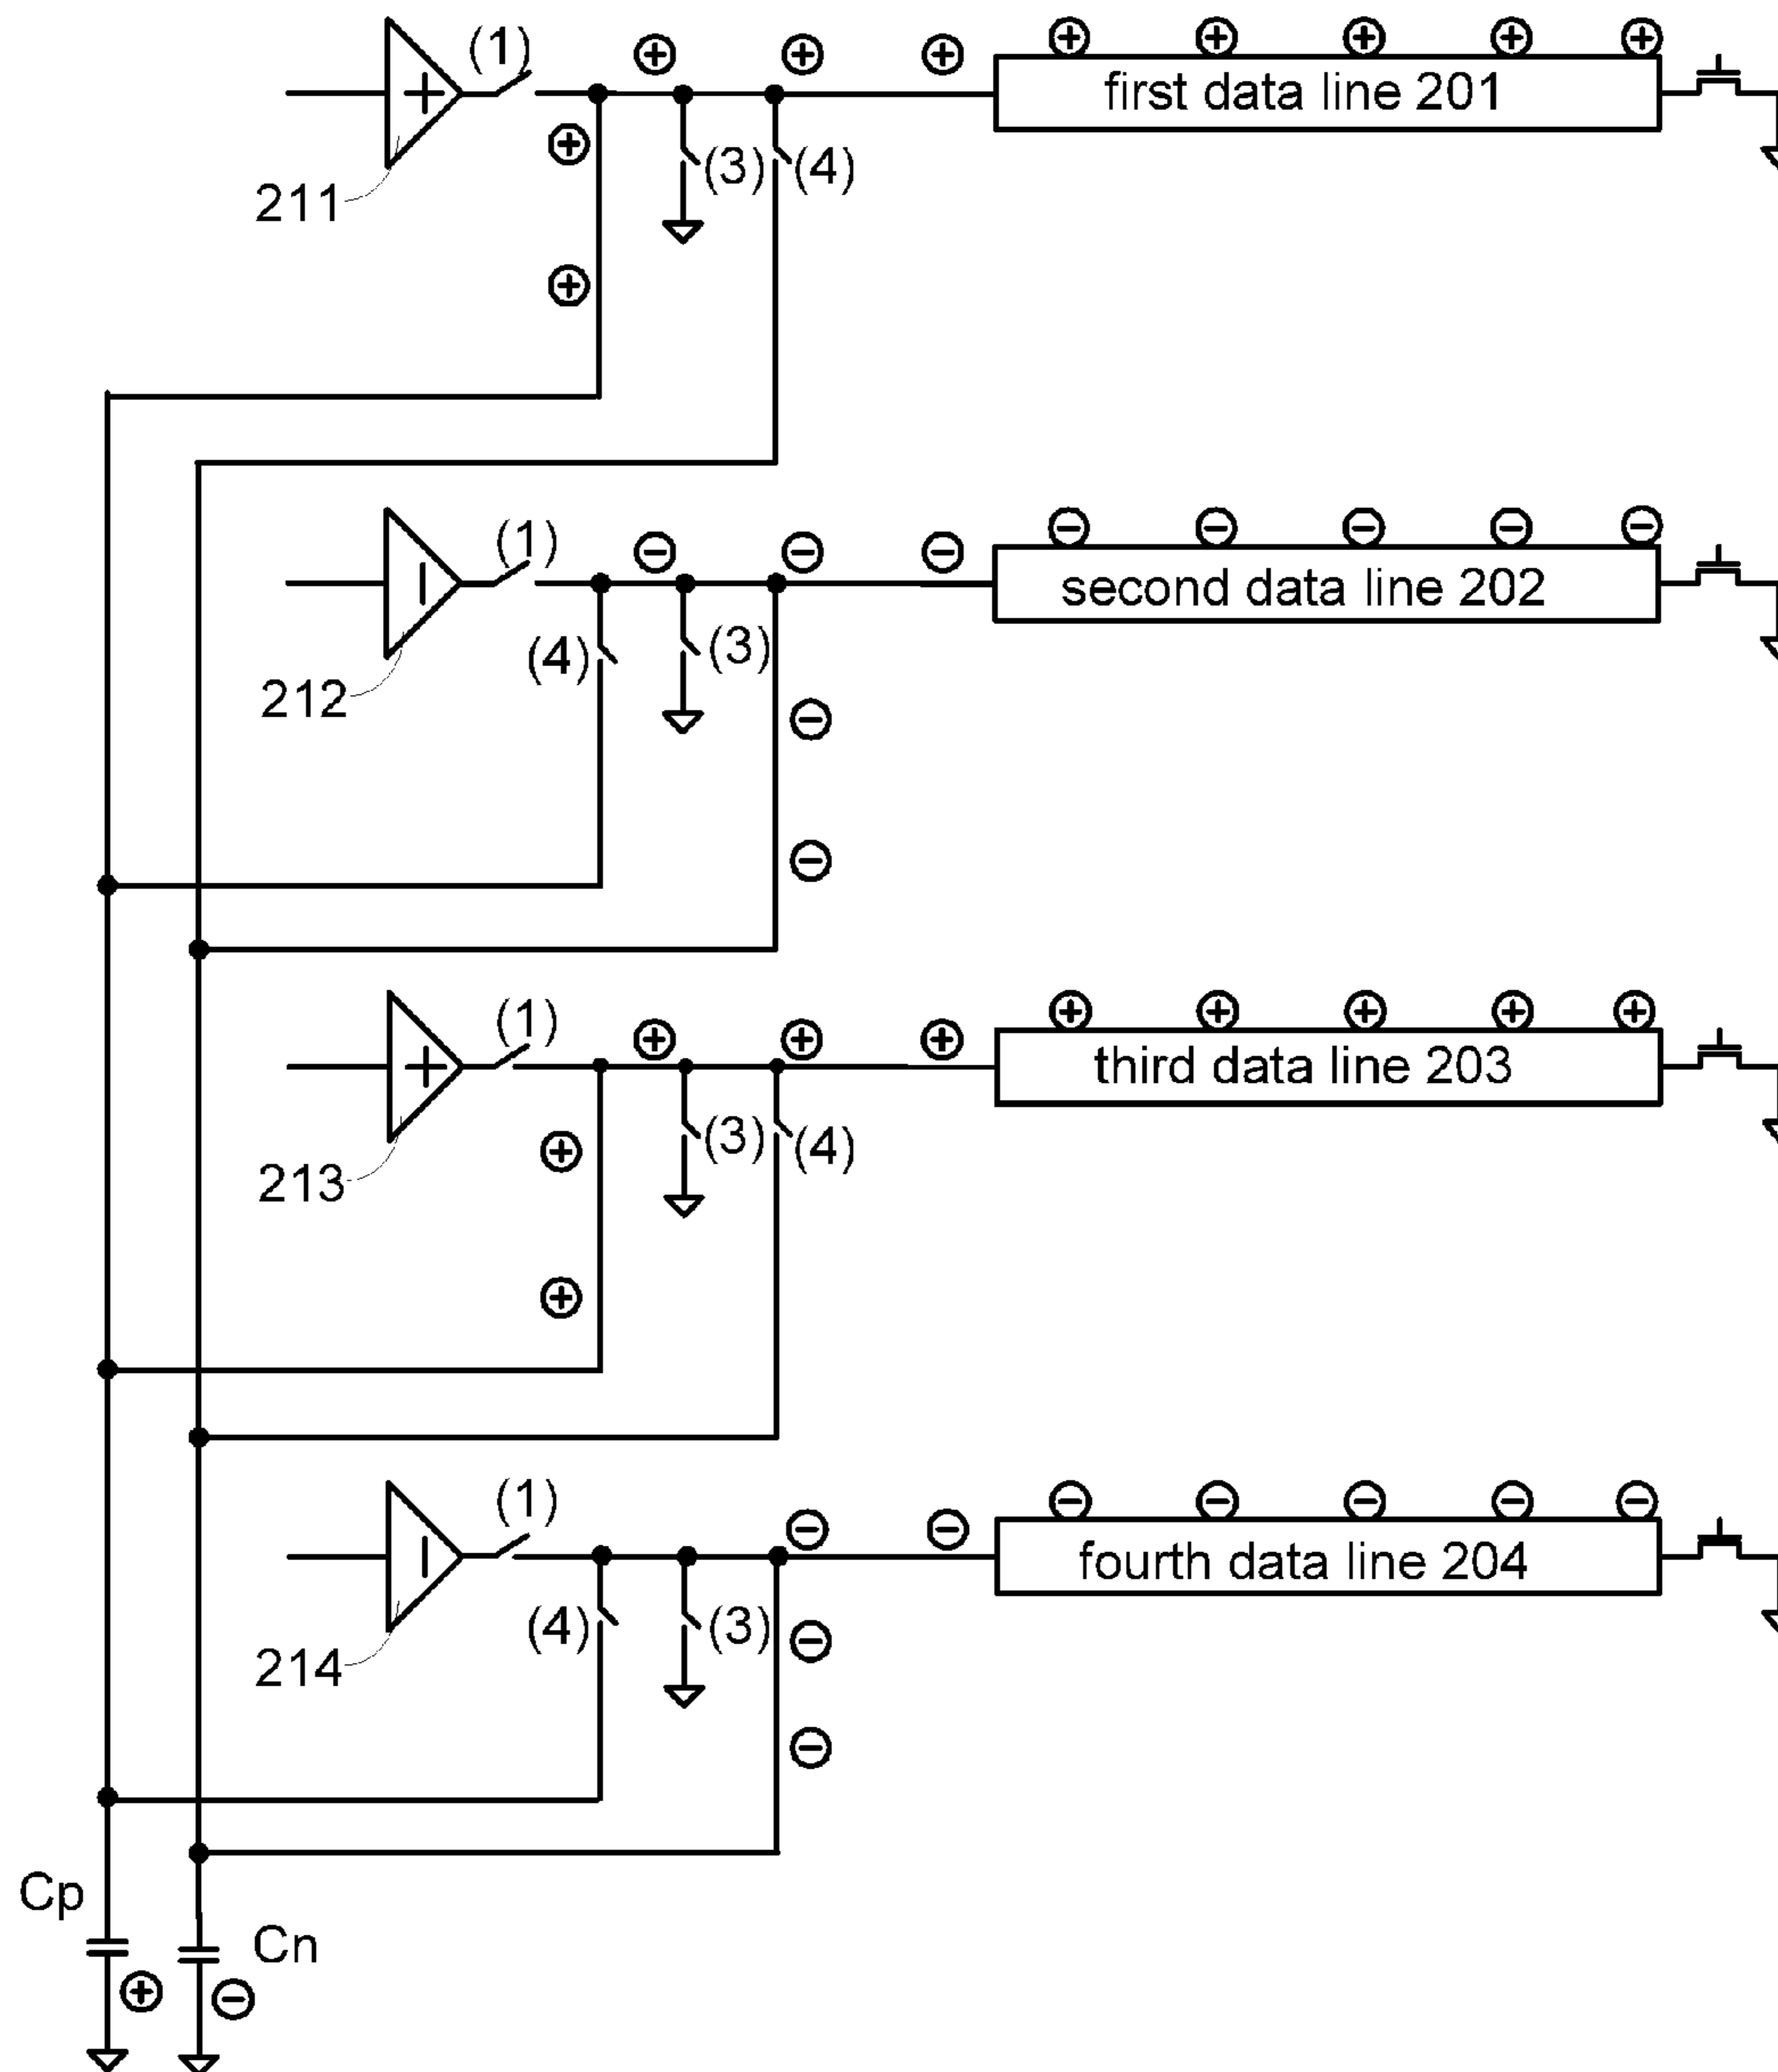 (1)
first data line 201
(3) (4)
211
(1)
second data line 202
(4) (3)
212
(1)
third data line 203
(3) (4)
213
(1)
fourth data line 204
(4) (3)
214
Cp
Cn